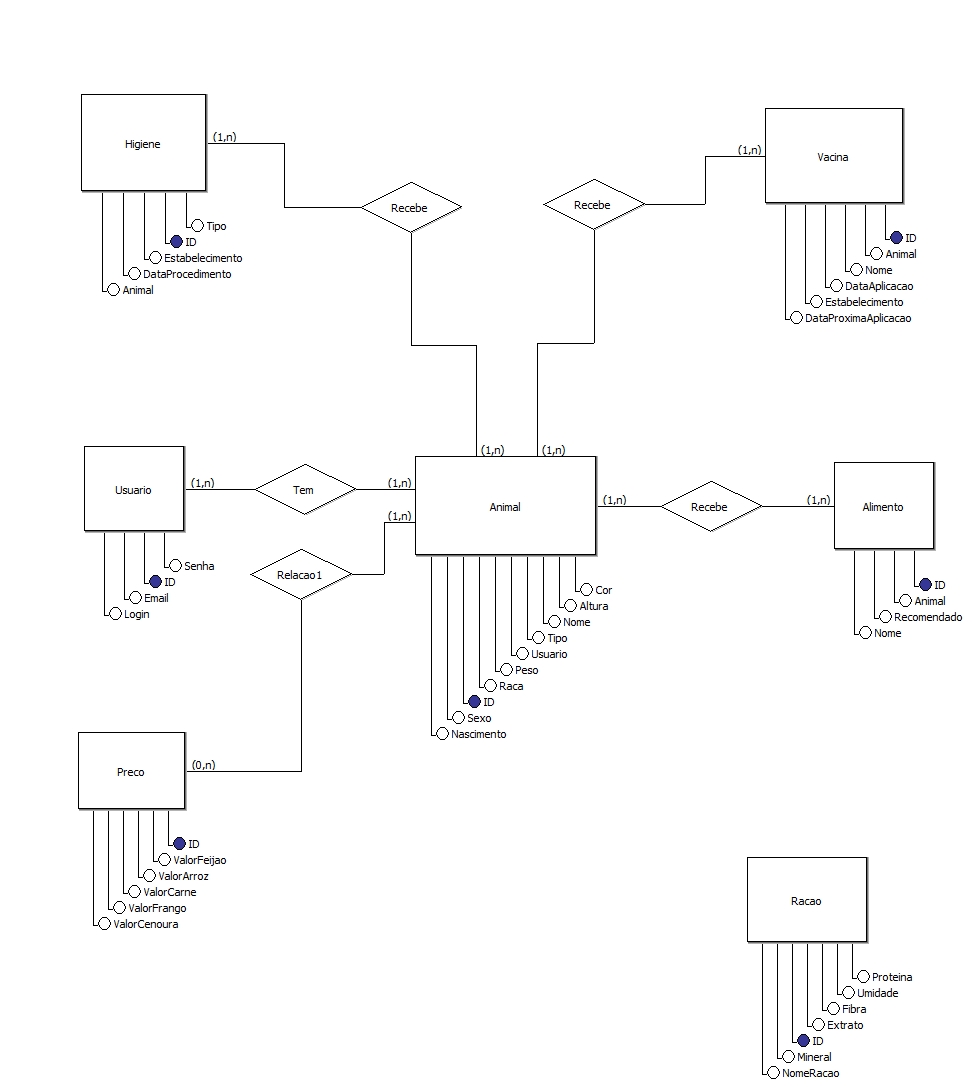 Higiene
(1,n)
Recebe
Tipo
ID
Estabelecimento
DataProcedimento
Animal
(1,n)
Vacina
(1,n)
Recebe
ID
Animal
Nome
DataAplicacao
Estabelecimento
DataProximaAplicacao
(1,n)
Usuario
(1,n)
Tem
(1,n)
Senha
ID
Email
Login
Animal
(1,n)
Recebe
(1,n)
Alimento
ID
Animal
Recomendado
Nome
(1,n)
Relacao1
Cor
Altura
Nome
Tipo
Usuario
Peso
Raca
ID
Sexo
Nascimento
Preco
(0,n)
ID
ValorFeijao
ValorArroz
ValorCarne
ValorFrango
ValorCenoura
Racao
Proteina
Umidade
Fibra
Extrato
ID
Mineral
NomeRacao